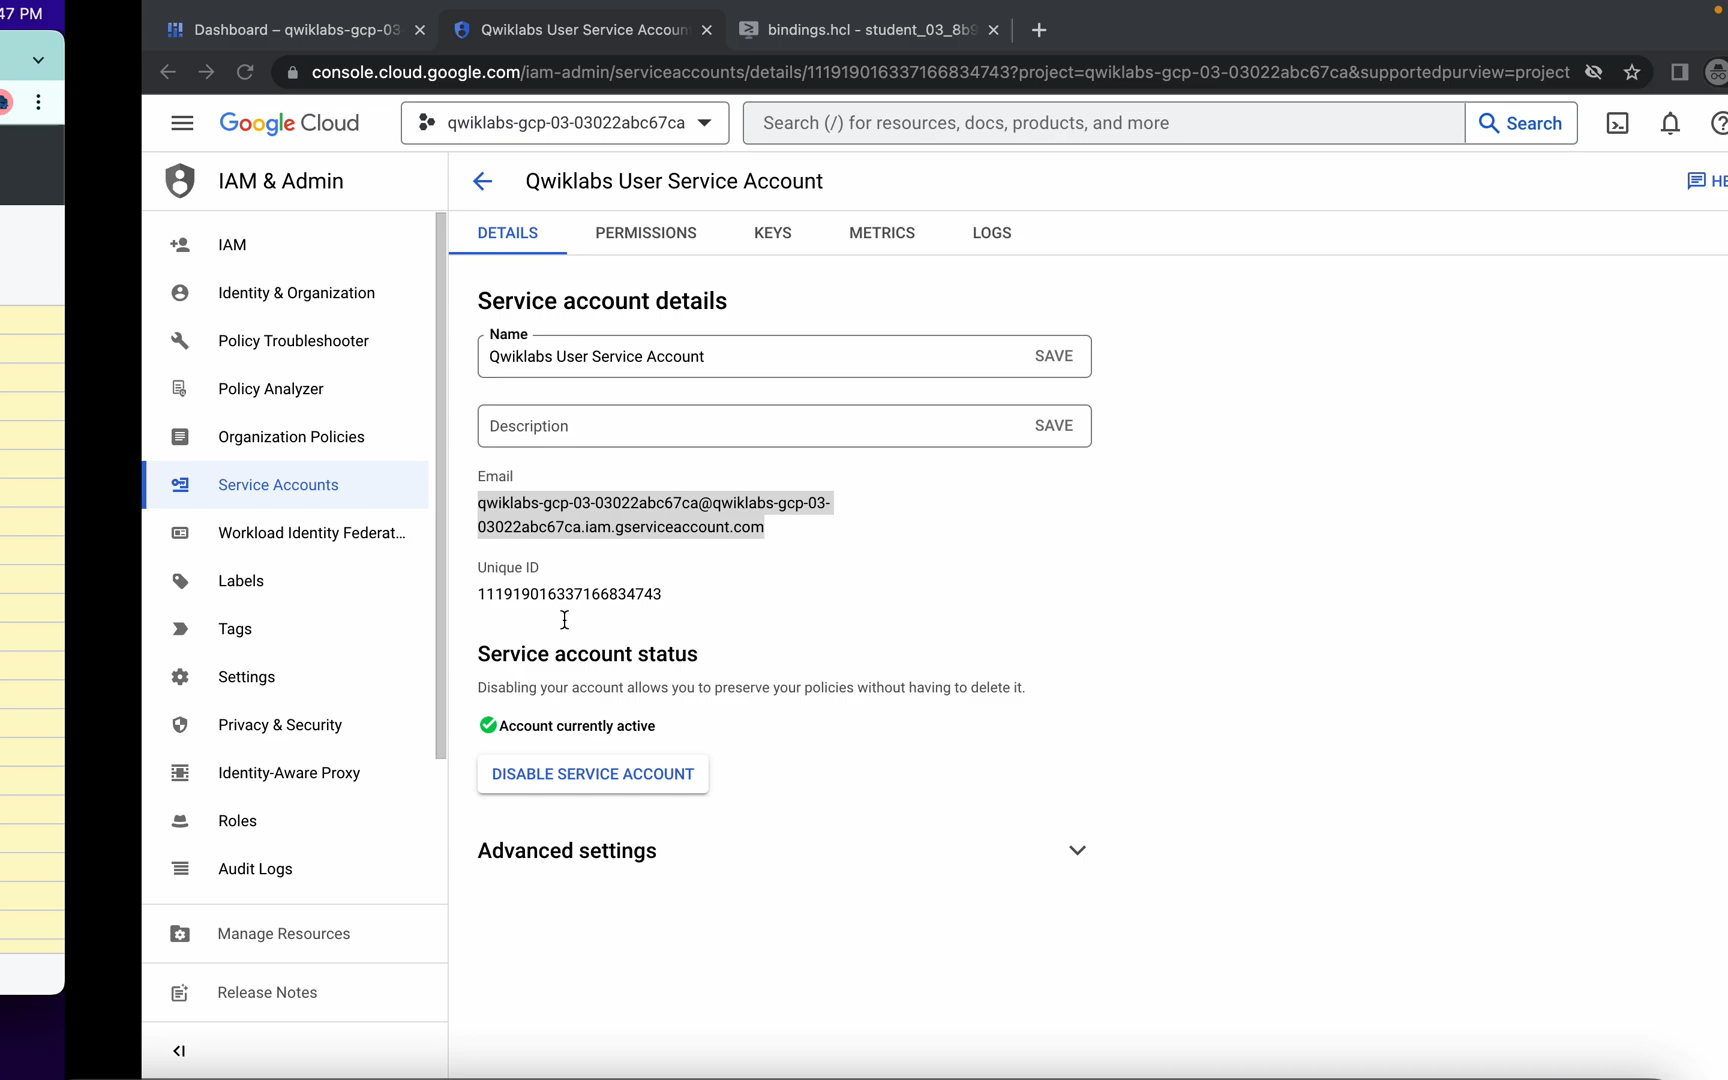 47 PM
Dashboard – qwiklabs-gcp-03
Qwiklabs User Service Accoun
bindings.hcl - student_03_8b9
console.cloud.google.com/iam-admin/serviceaccounts/details/111919016337166834743?project=qwiklabs-gcp-03-03022abc67ca&supportedpurview=project
Google Cloud
qwiklabs-gcp-03-03022abc67ca
Search (/) for resources, docs, products, and more
Search
IAM & Admin
Qwiklabs User Service Account
HE
DETAILS
PERMISSIONS
KEYS
METRICS
LOGS
IAM
Identity & Organization
Policy Troubleshooter
Policy Analyzer
Organization Policies
Service Accounts
Workload Identity Federat...
Labels
Tags
Settings
Privacy & Security
Identity-Aware Proxy
Roles
Audit Logs
Manage Resources
Release Notes
Service account details
Name
Qwiklabs User Service Account
SAVE
Description
SAVE
Email
qwiklabs-gcp-03-03022abc67ca@qwiklabs-gcp-03-
03022abc67ca.iam.gserviceaccount.com
Unique ID
111919016337166834743
Service account status
Disabling your account allows you to preserve your policies without having to delete it.
Account currently active
DISABLE SERVICE ACCOUNT
Advanced settings